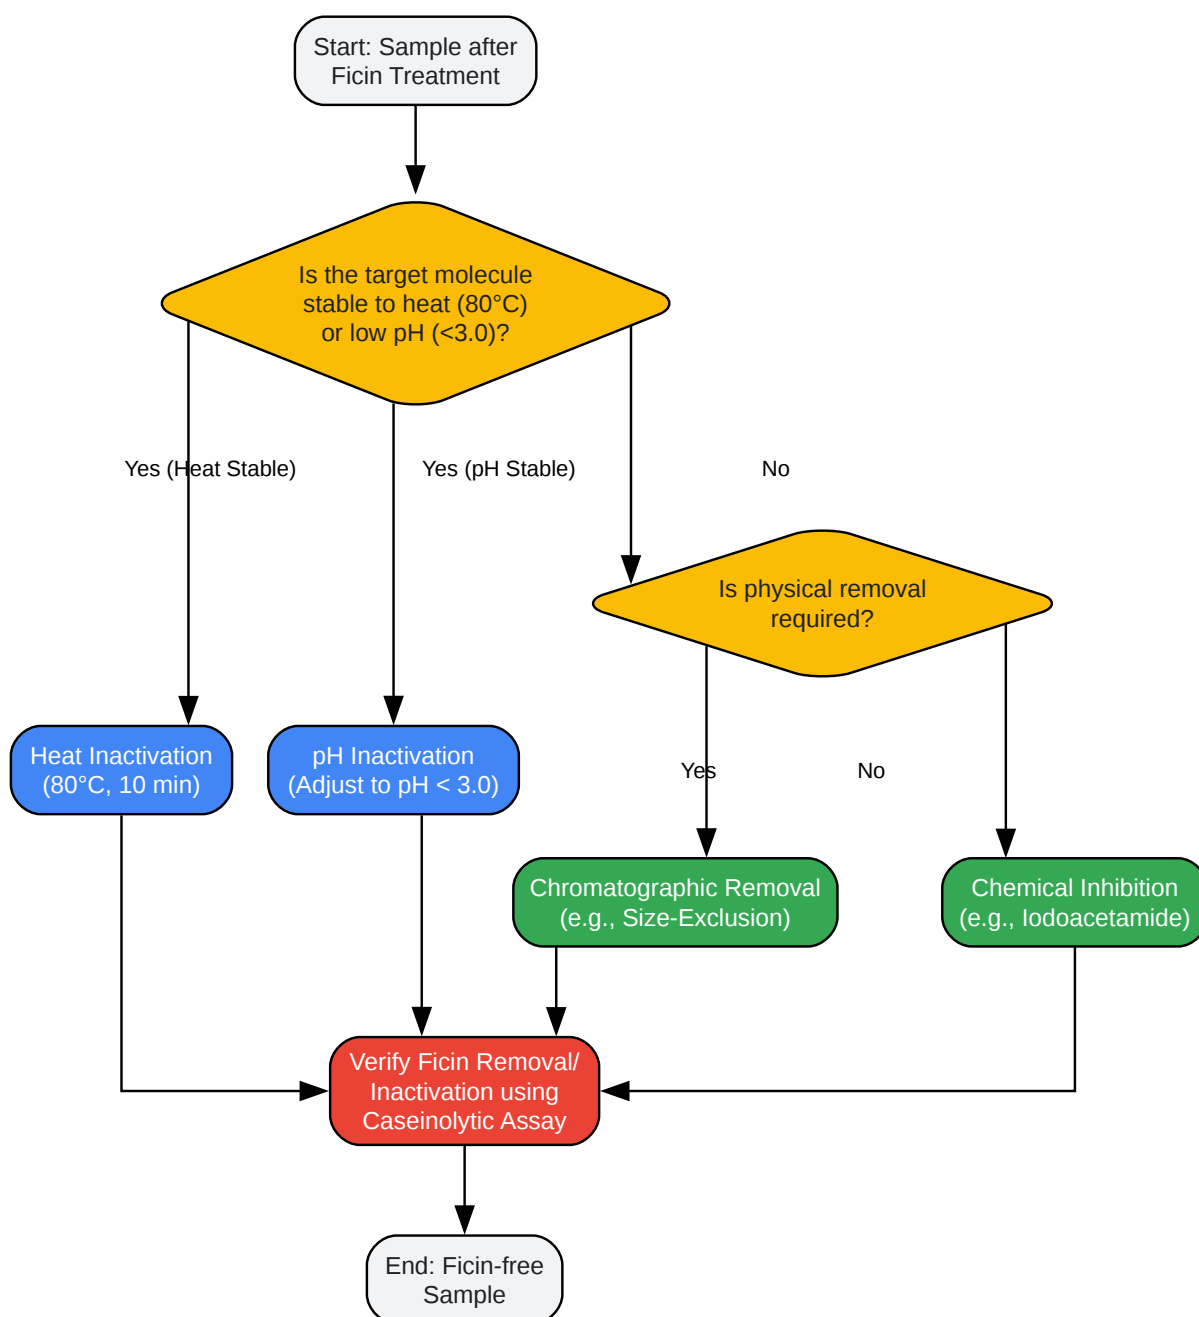 Start: Sample after
Ficin Treatment
Is the target molecule
stable to heat (80°C)
or low pH (<3.0)?
Yes (Heat Stable)
Yes (pH Stable)
No
Is physical removal
required?
Heat Inactivation
(80°C, 10 min)
pH Inactivation
(Adjust to pH < 3.0)
Yes
No
Chromatographic Removal
(e.g., Size-Exclusion)
Chemical Inhibition
(e.g., Iodoacetamide)
Verify Ficin Removal/
Inactivation using
Caseinolytic Assay
End: Ficin-free
Sample